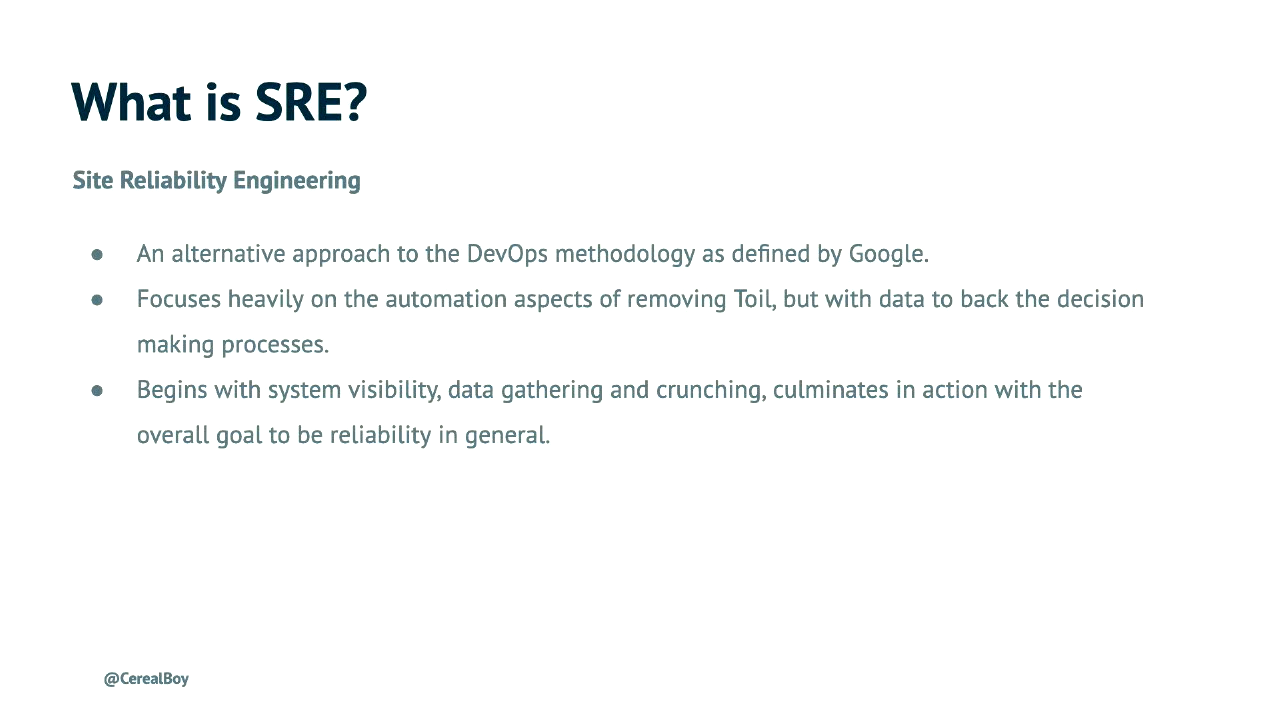 What is SRE?
Site Reliability Engineering
● An alternative approach to the DevOps methodology as defined by Google.
● Focuses heavily on the automation aspects of removing Toil, but with data to back the decision
making processes.
● Begins with system visibility, data gathering and crunching, culminates in action with the
overall goal to be reliability in general.
@CerealBoy